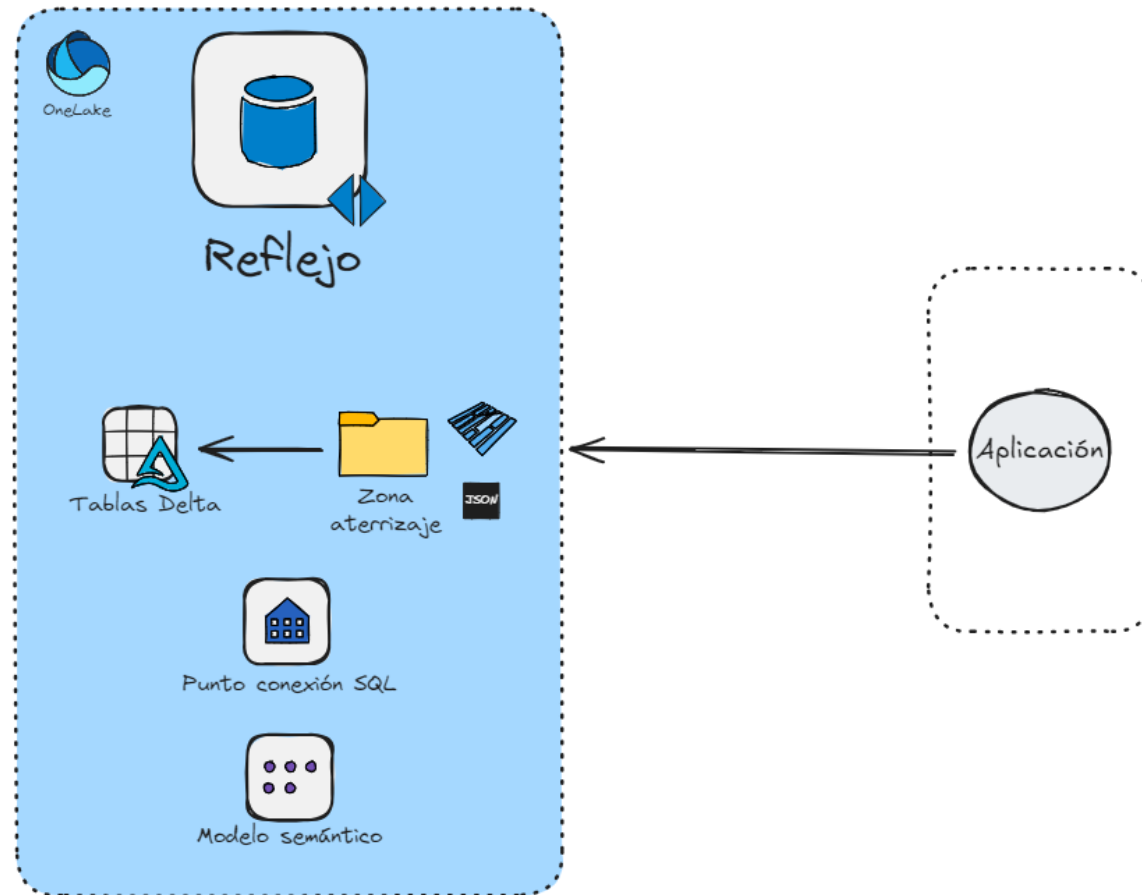 OneLake
Reflejo
Tablas Delta
Zona
aterrizaje
JSON
Aplicación
Punto conexión SQL
Modelo semántico